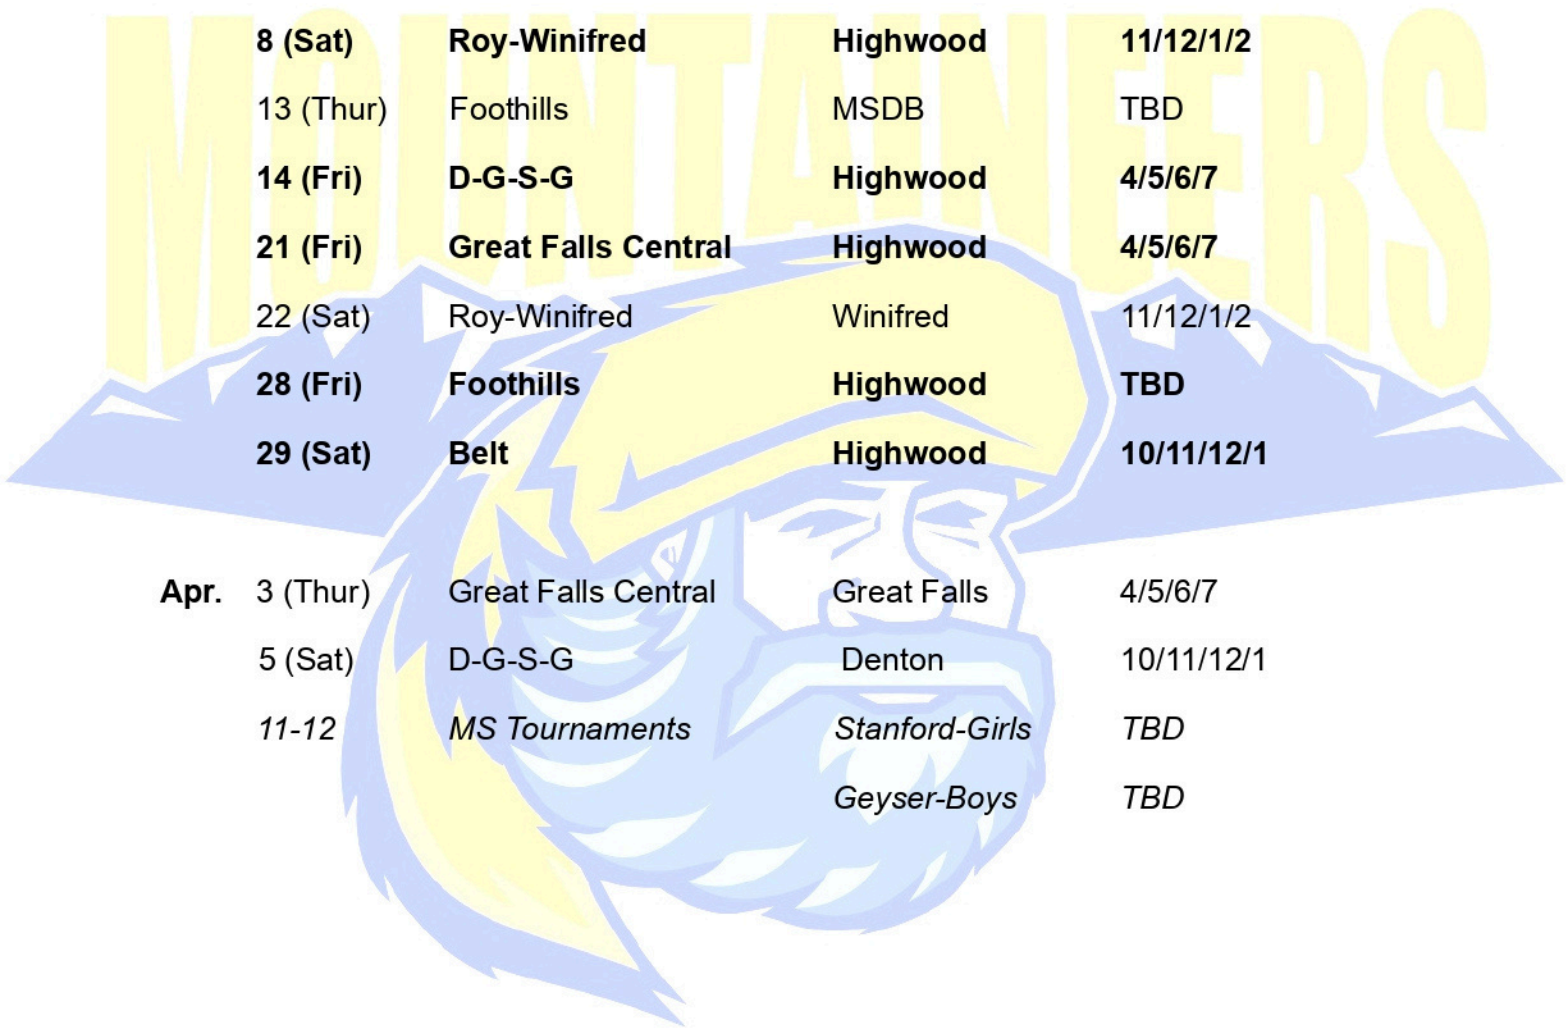 MOUNTAINEERS
8 (Sat) Roy-Winifred Highwood 11/12/1/2
13 (Thur) Foothills MSDB TBD
14 (Fri) D-G-S-G Highwood 4/5/6/7
21 (Fri) Great Falls Central Highwood 4/5/6/7
22 (Sat) Roy-Winifred Winifred 11/12/1/2
28 (Fri) Foothills Highwood TBD
29 (Sat) Belt Highwood 10/11/12/1
Apr. 3 (Thur) Great Falls Central Great Falls 4/5/6/7
5 (Sat) D-G-S-G Denton 10/11/12/1
11-12 MS Tournaments Stanford-Girls TBD
Geyser-Boys TBD